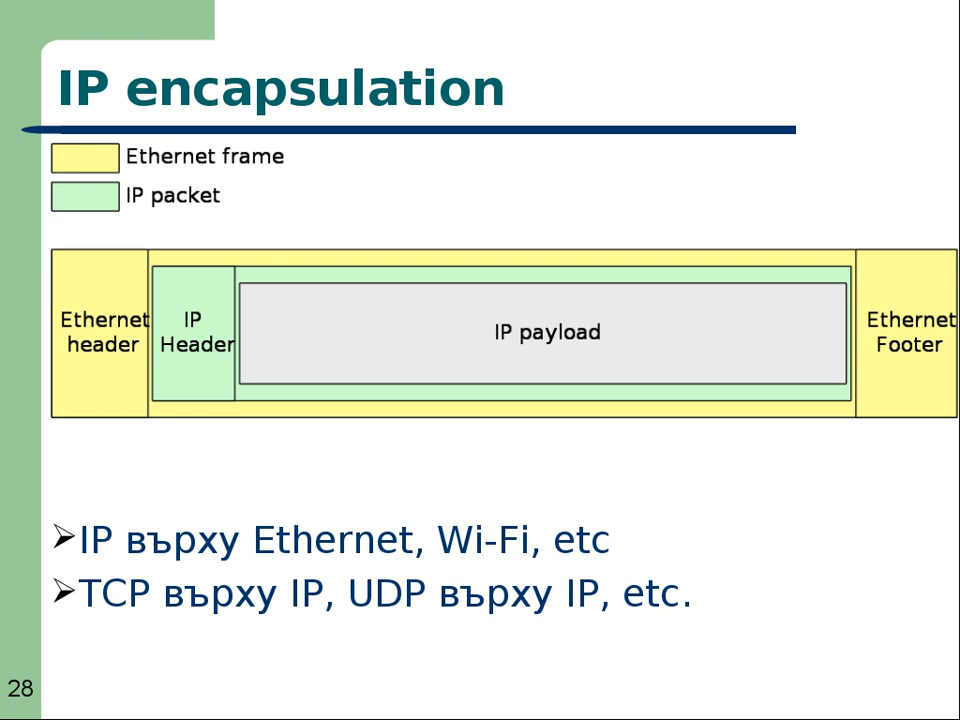 IP encapsulation
Ethernet frame
IP packet
Ethernet
header
IP
Header
IP payload
Ethernet
Footer
IP върху Ethernet, Wi-Fi, etc
TCP върху IP, UDP върху IP, etc.
28